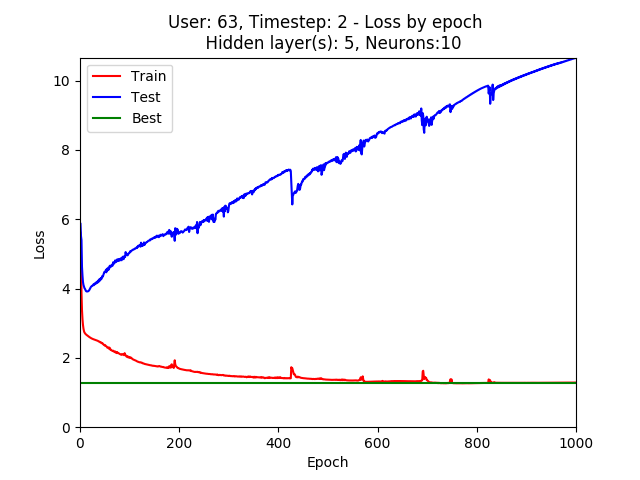 User: 63, Timestep: 2 - Loss by epoch
Hidden layer(s): 5, Neurons:10
Train
Test
Best
Loss
10
8
6
4
2
0
0 200 400 600 800 1000
Epoch